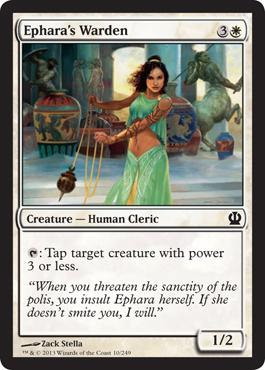 Ephara's Warden 3
Creature — Human Cleric
: Tap target creature with power
3 or less.
"When you threaten the sanctity of the
polis, you insult Ephara herself. If she
doesn't smite you, I will."
Zack Stella
™ & © 2013 Wizards of the Coast 10/249
1/2